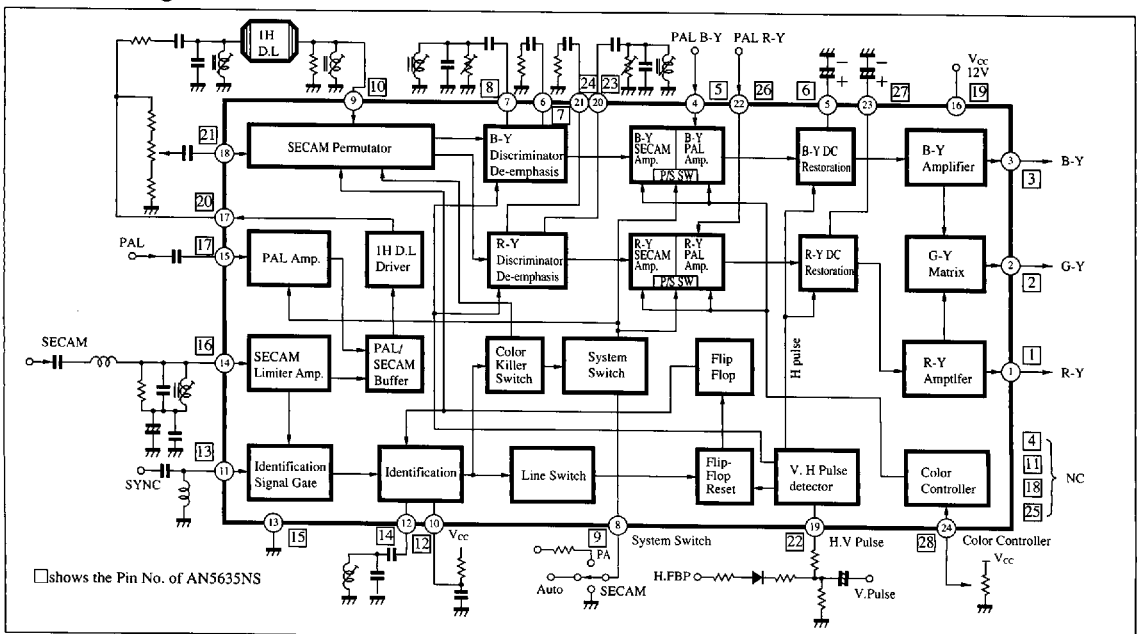 1H
D.L
PAL B-Y
PAL R-Y
VCC
12V
10
8
24
23
5
26
6
27
19
9
7
6
21
20
4
22
5
23
16
7
21
18
SECAM Permutator
B-Y
Discriminator
De-emphasis
B-Y
SECAM
Amp.
B-Y
PAL
Amp.
P/S SW
B-Y DC
Restoration
B-Y
Amplifier
3
B-Y
3
20
17
PAL
17
15
PAL Amp.
1H D.L
Driver
R-Y
Discriminator
De-emphasis
R-Y
SECAM
Amp.
R-Y
PAL
Amp.
P/S SW
R-Y DC
Restoration
G-Y
Matrix
2
G-Y
2
SECAM
16
14
SECAM
Limiter Amp.
PAL/
SECAM
Buffer
Color
Killer
Switch
System
Switch
Flip
Flop
H pulse
R-Y
Amptlfer
1
1
R-Y
13
SYNC
11
Identification
Signal Gate
Identification
Line Switch
Flip-
Flop
Reset
V. H Pulse
detector
Color
Controller
4
11
18
25
NC
13
15
12
10
14
12
VCC
8
9
System Switch
19
22
H.V Pulse
24
28
Color Controller
VCC
PA
Auto
SECAM
H.FBP
V.Pulse
□shows the Pin No. of AN5635NS